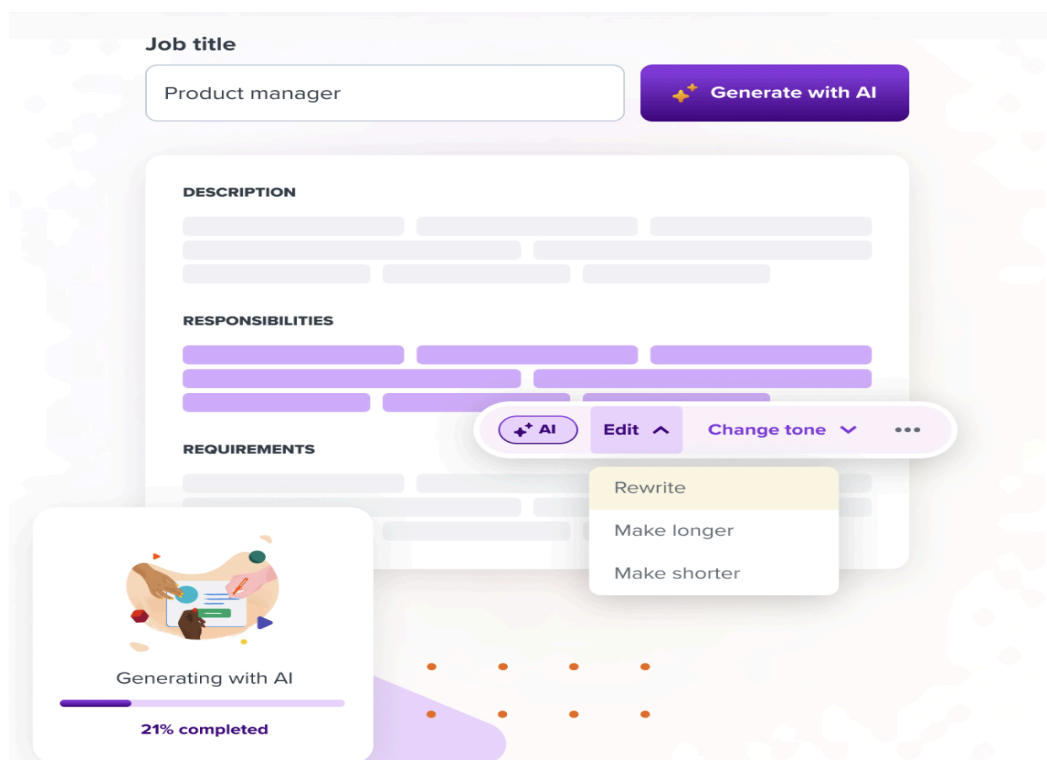 Job title
Product manager
Generate with AI
DESCRIPTION
RESPONSIBILITIES
AI Edit Change tone •••
REQUIREMENTS
Rewrite
Make longer
Make shorter
Generating with AI
21% completed